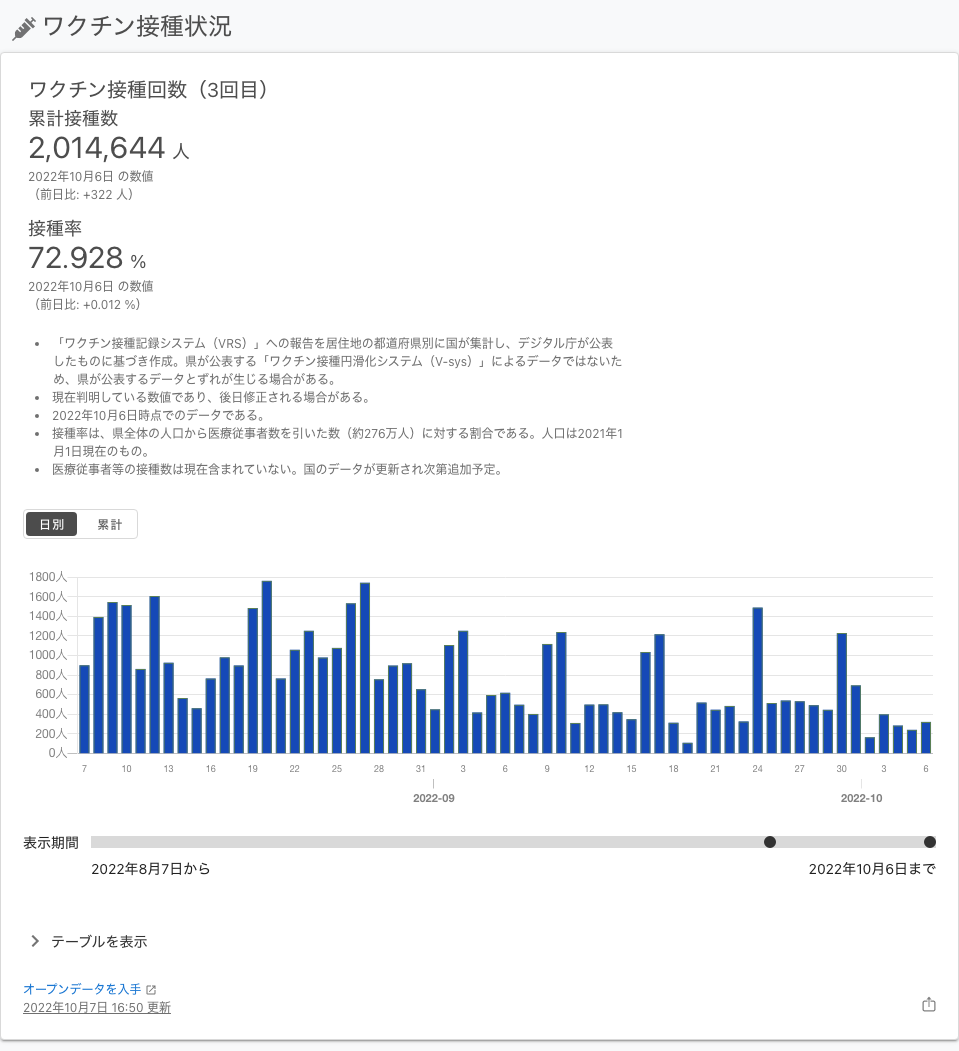 ワクチン接種状況
ワクチン接種回数（3回目）
累計接種数
2,014,644 人
2022年10月6日 の数値
（前日比: +322 人）
接種率
72.928 %
2022年10月6日 の数値
（前日比: +0.012 %）
• 「ワクチン接種記録システム（VRS）」への報告を居住地の都道府県別に国が集計し、デジタル庁が公表
したものに基づき作成。県が公表する「ワクチン接種円滑化システム（V-sys）」によるデータではないた
め、県が公表するデータとずれが生じる場合がある。
• 現在判明している数値であり、後日修正される場合がある。
• 2022年10月6日時点でのデータである。
• 接種率は、県全体の人口から医療従事者数を引いた数（約276万人）に対する割合である。人口は2021年1
月1日現在のもの。
• 医療従事者等の接種数は現在含まれていない。国のデータが更新され次第追加予定。
日別 累計
1800人
1600人
1400人
1200人
1000人
800人
600人
400人
200人
0人
7 10 13 16 19 22 25 28 31 3 6 9 12 15 18 21 24 27 30 3 6
2022-09 2022-10
表示期間
2022年8月7日から 2022年10月6日まで
テーブルを表示
オープンデータを入手
2022年10月7日 16:50 更新